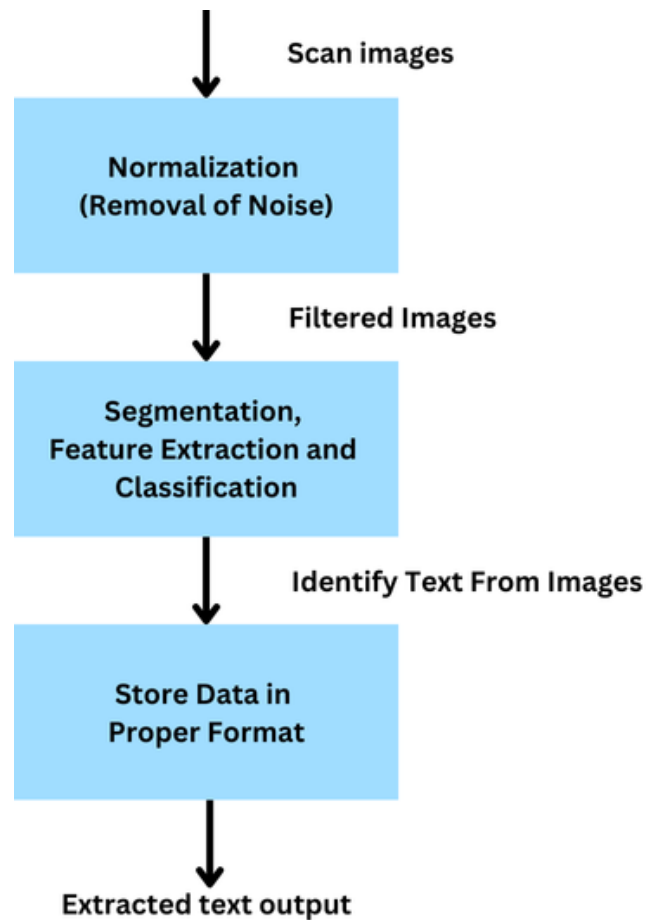 Scan images
Normalization
(Removal of Noise)
Filtered Images
Segmentation,
Feature Extraction and
Classification
Identify Text From Images
Store Data in
Proper Format
Extracted text output